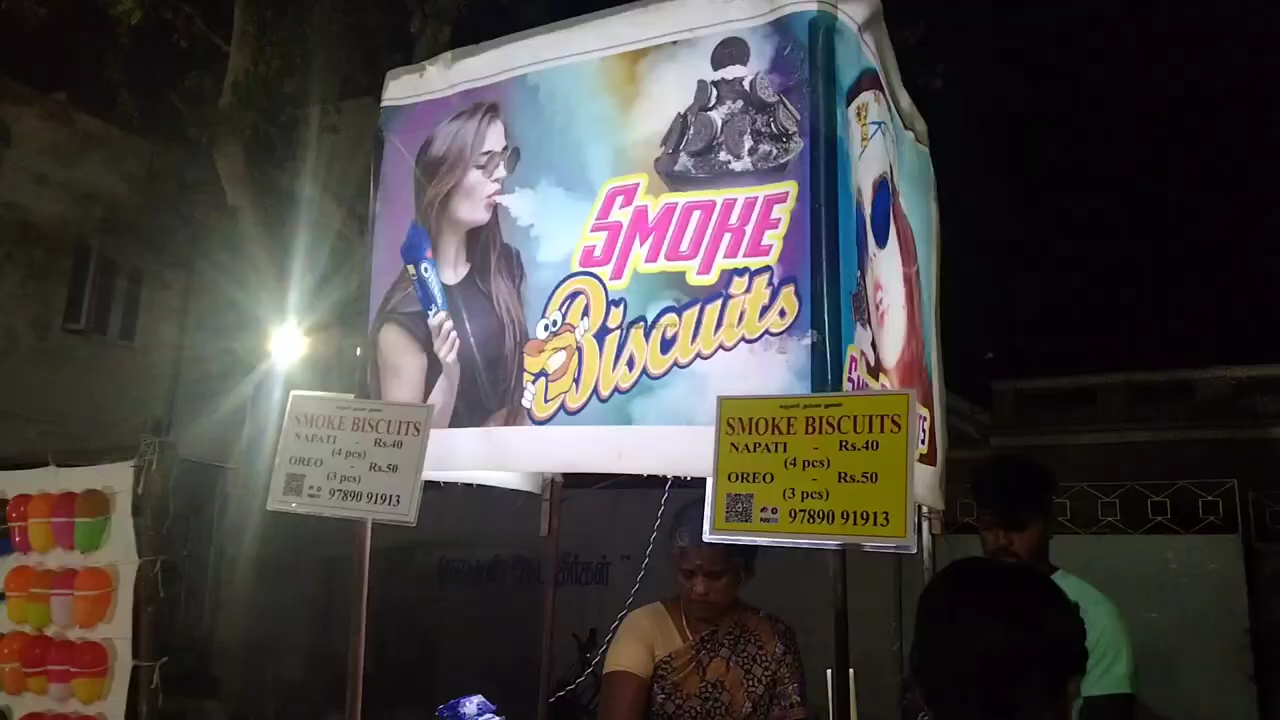 SMOKE
Biscuits
OREO
SMOKE BISCUITS
NAPATI - Rs.40
(4 pcs)
OREO - Rs.50
(3 pcs)
97890 91913
SMOKE BISCUITS
NAPATI - Rs.40
(4 pcs)
OREO - Rs.50
(3 pcs)
97890 91913